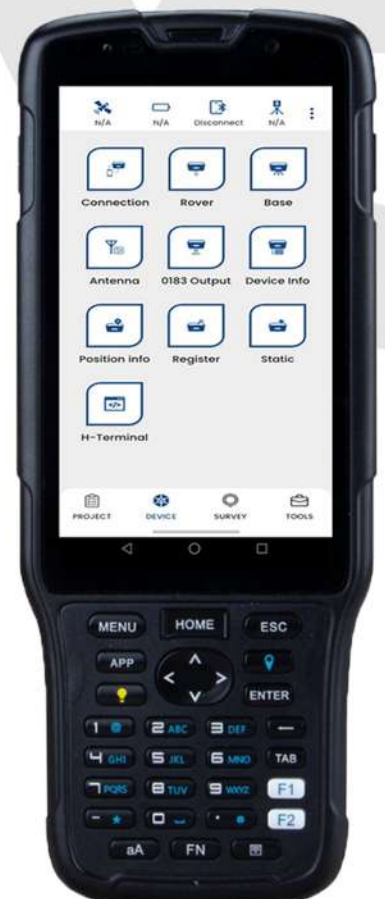 N/A N/A Disconnect N/A
Connection Rover Base
Antenna 0183 Output Device Info
Position info Register Static
H-Terminal
PROJECT DEVICE SURVEY TOOLS
MENU HOME ESC
APP
ENTER
1 @ 2 ABC 3 DEF
4 GHI 5 JKL 6 MNO TAB
7 PQRS 8 TUV 9 WXYZ F1
- * 0 . # F2
aA FN